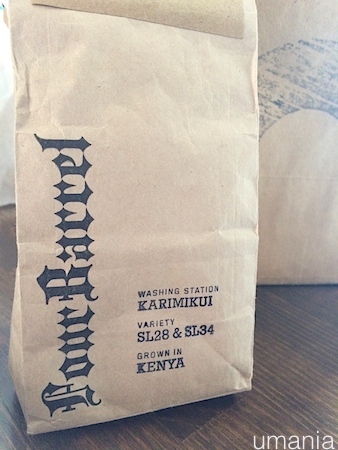 Four Barrel
WASHING STATION
KARIMIKUI
VARIETY
SL28 & SL34
GROWN IN
KENYA
umania